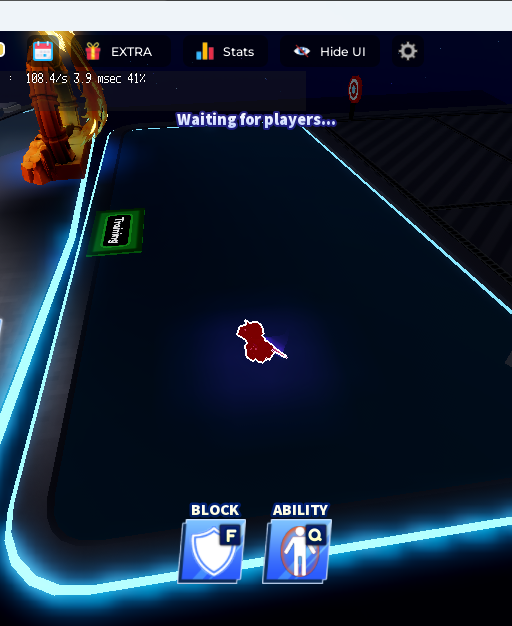 EXTRA
Stats
Hide UI
: 108.4/s 3.9 msec 41%
Waiting for players...
Training
BLOCK
ABILITY
F
Q